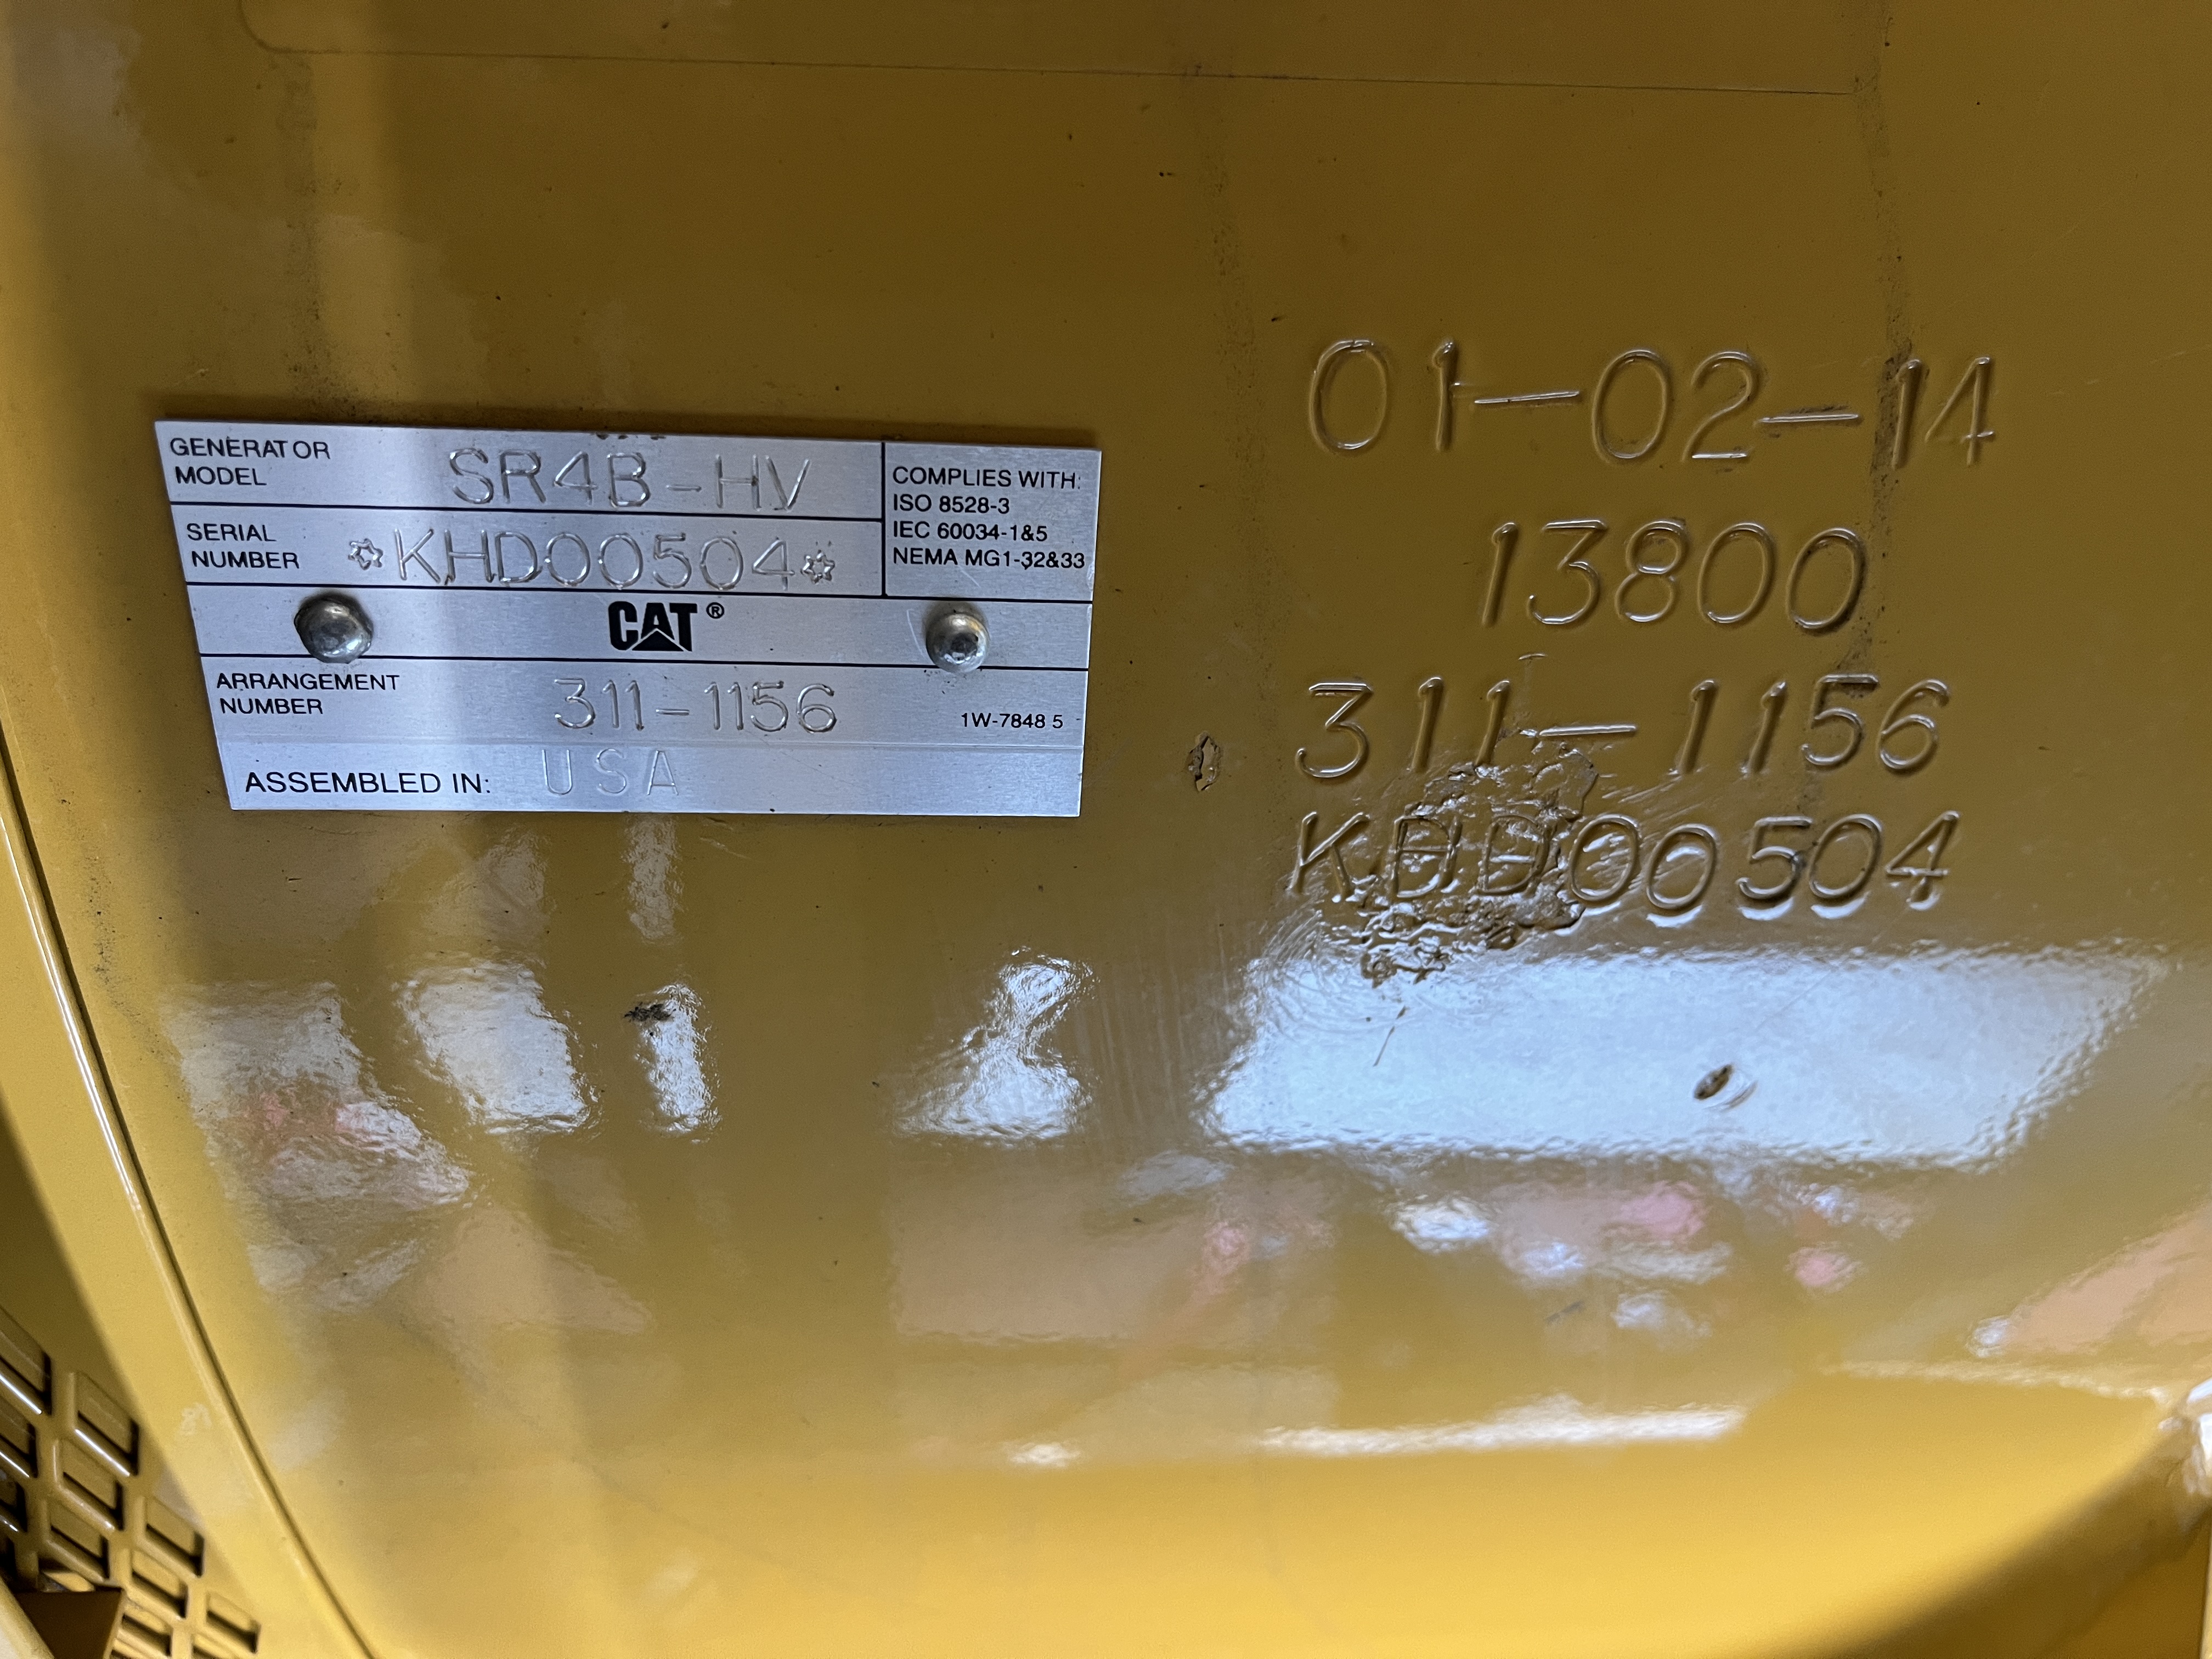 GENERATOR MODEL SR4B-HV
SERIAL NUMBER *KHD00504*
COMPLIES WITH:
ISO 8528-3
IEC 60034-1&5
NEMA MG1-32&33
CAT®
ARRANGEMENT NUMBER 311-1156
1W-7848 5
ASSEMBLED IN: USA
01-02-14
13800
311-1156
KHD00504